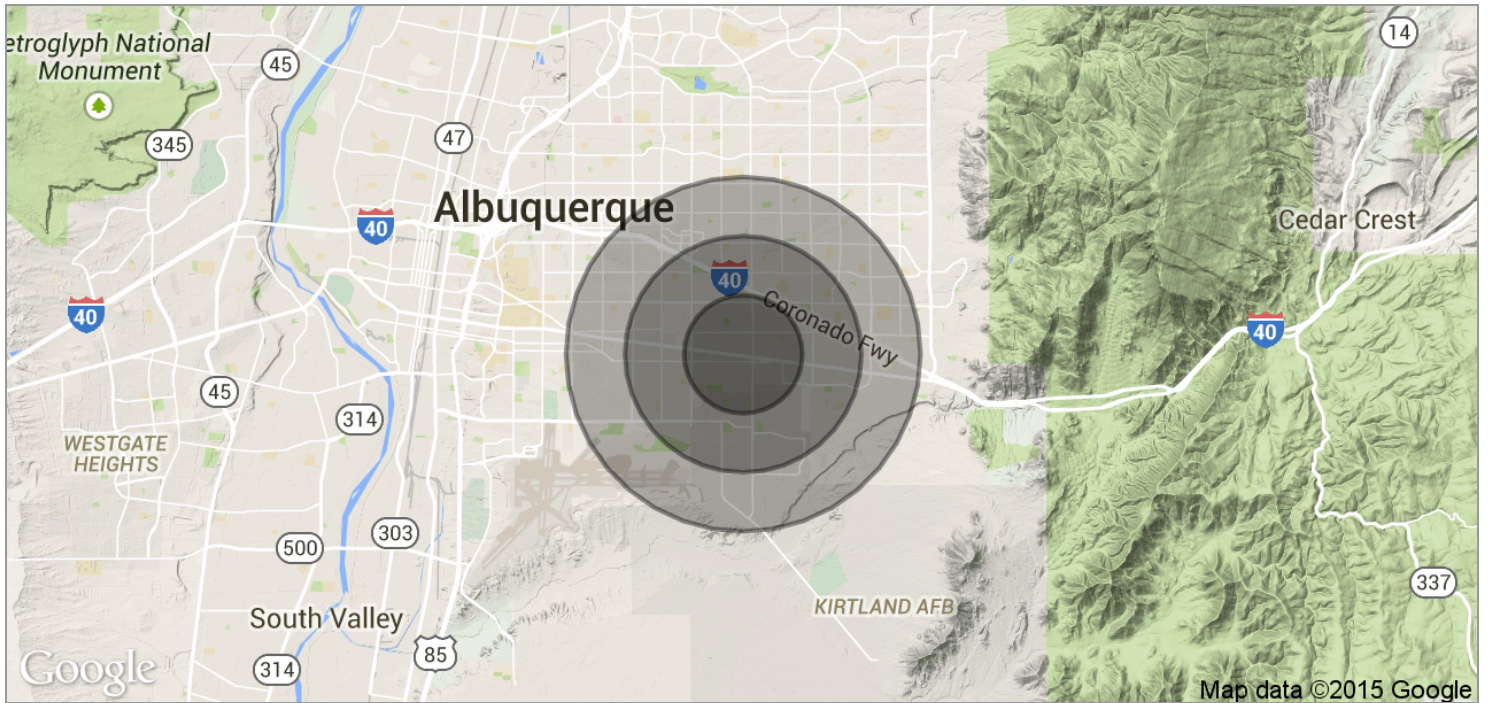 etroglyph National
Monument
14
45
47
345
Albuquerque
40
Cedar Crest
40
40
Coronado Fwy
40
45
314
WESTGATE
HEIGHTS
500
303
337
KIRTLAND AFB
South Valley
85
314
Google
Map data ©2015 Google